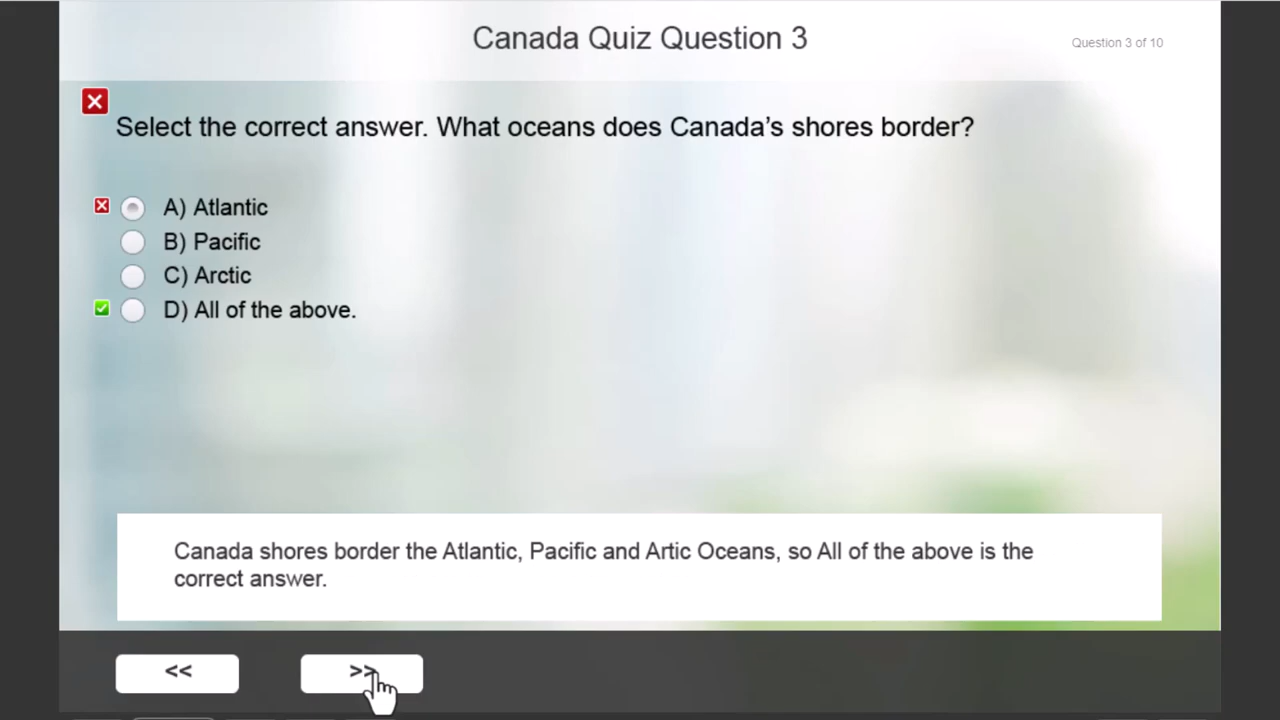 Canada Quiz Question 3
Question 3 of 10
Select the correct answer. What oceans does Canada’s shores border?
A) Atlantic
B) Pacific
C) Arctic
D) All of the above.
Canada shores border the Atlantic, Pacific and Artic Oceans, so All of the above is the
correct answer.
<< >>